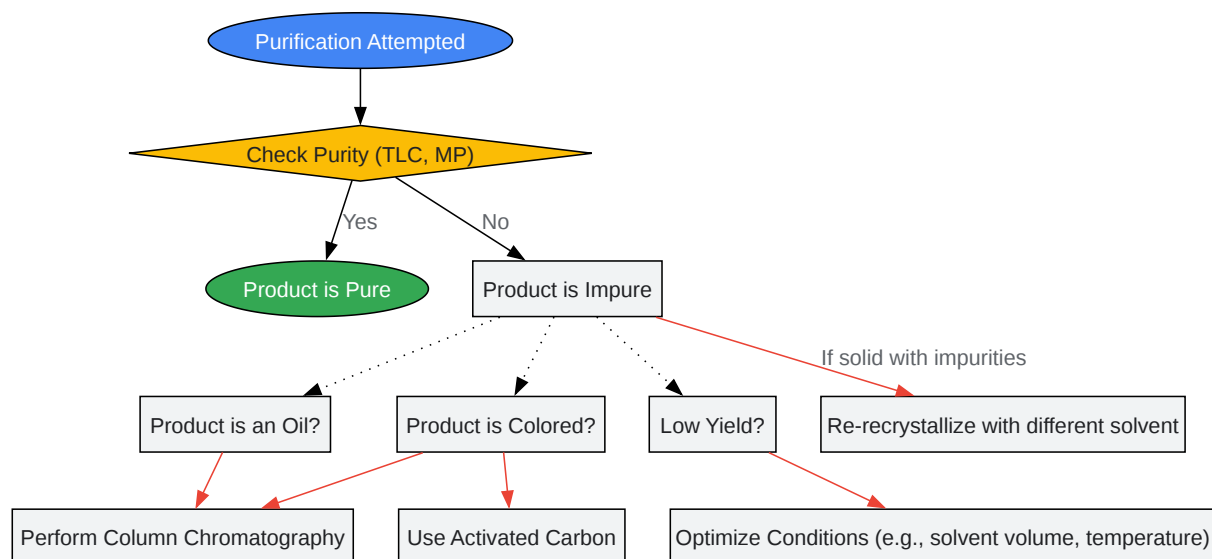 Purification Attempted
Check Purity (TLC, MP)
Yes
No
Product is Pure
Product is Impure
If solid with impurities
Product is an Oil?
Product is Colored?
Low Yield?
Re-recrystallize with different solvent
Perform Column Chromatography
Use Activated Carbon
Optimize Conditions (e.g., solvent volume, temperature)